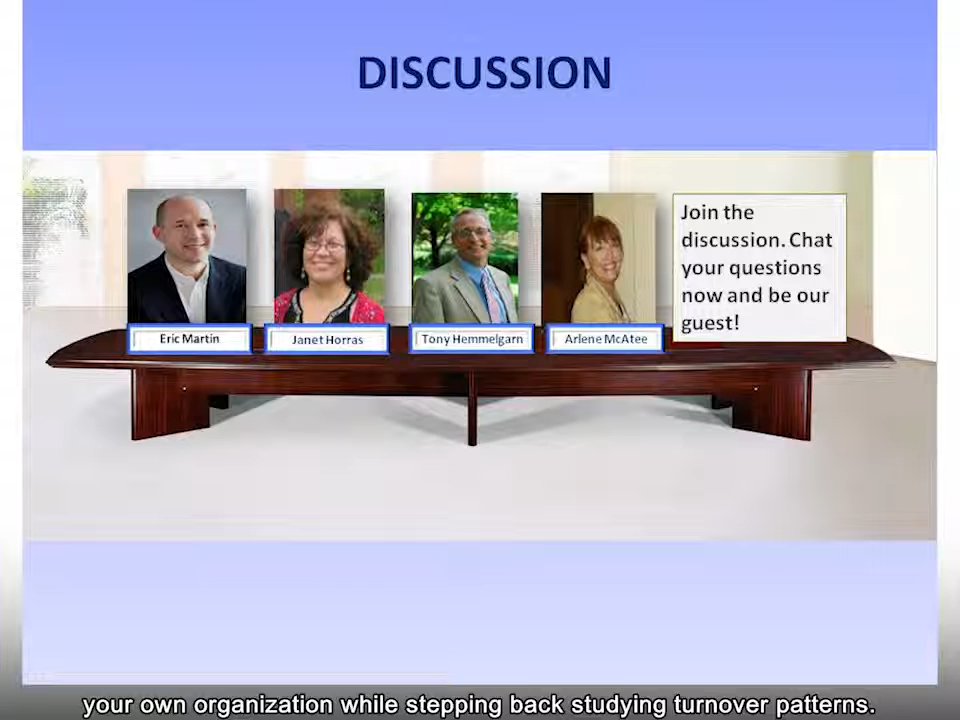 DISCUSSION
Join the
discussion. Chat
your questions
now and be our
guest!
Eric Martin
Janet Horras
Tony Hemmelgarn
Arlene McAtee
your own organization while stepping back studying turnover patterns.